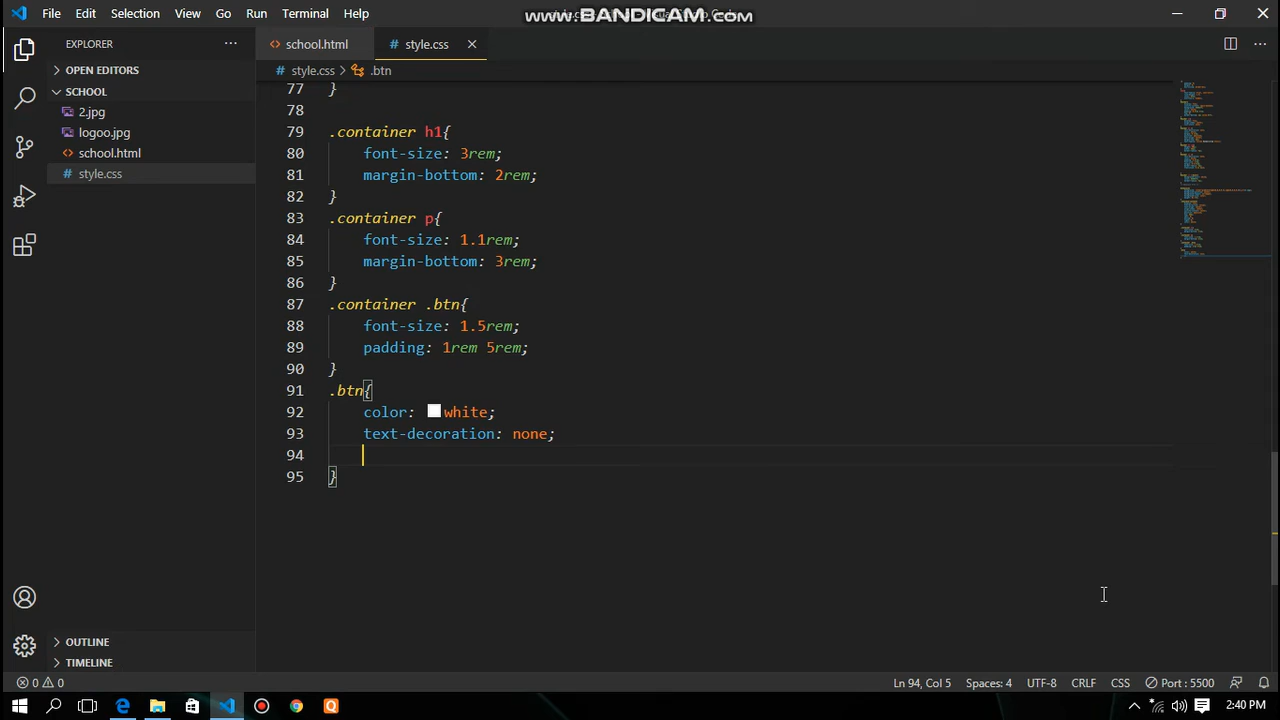 File Edit Selection View Go Run Terminal Help
www.BANDICAM.com
EXPLORER
OPEN EDITORS
SCHOOL
2.jpg
logoo.jpg
school.html
style.css
OUTLINE
TIMELINE
school.html
style.css
style.css > .btn
77 }
78
79 .container h1{
80 font-size: 3rem;
81 margin-bottom: 2rem;
82 }
83 .container p{
84 font-size: 1.1rem;
85 margin-bottom: 3rem;
86 }
87 .container .btn{
88 font-size: 1.5rem;
89 padding: 1rem 5rem;
90 }
91 .btn{
92 color: white;
93 text-decoration: none;
94
95 }
0 0
Ln 94, Col 5 Spaces: 4 UTF-8 CRLF CSS Port : 5500
2:40 PM